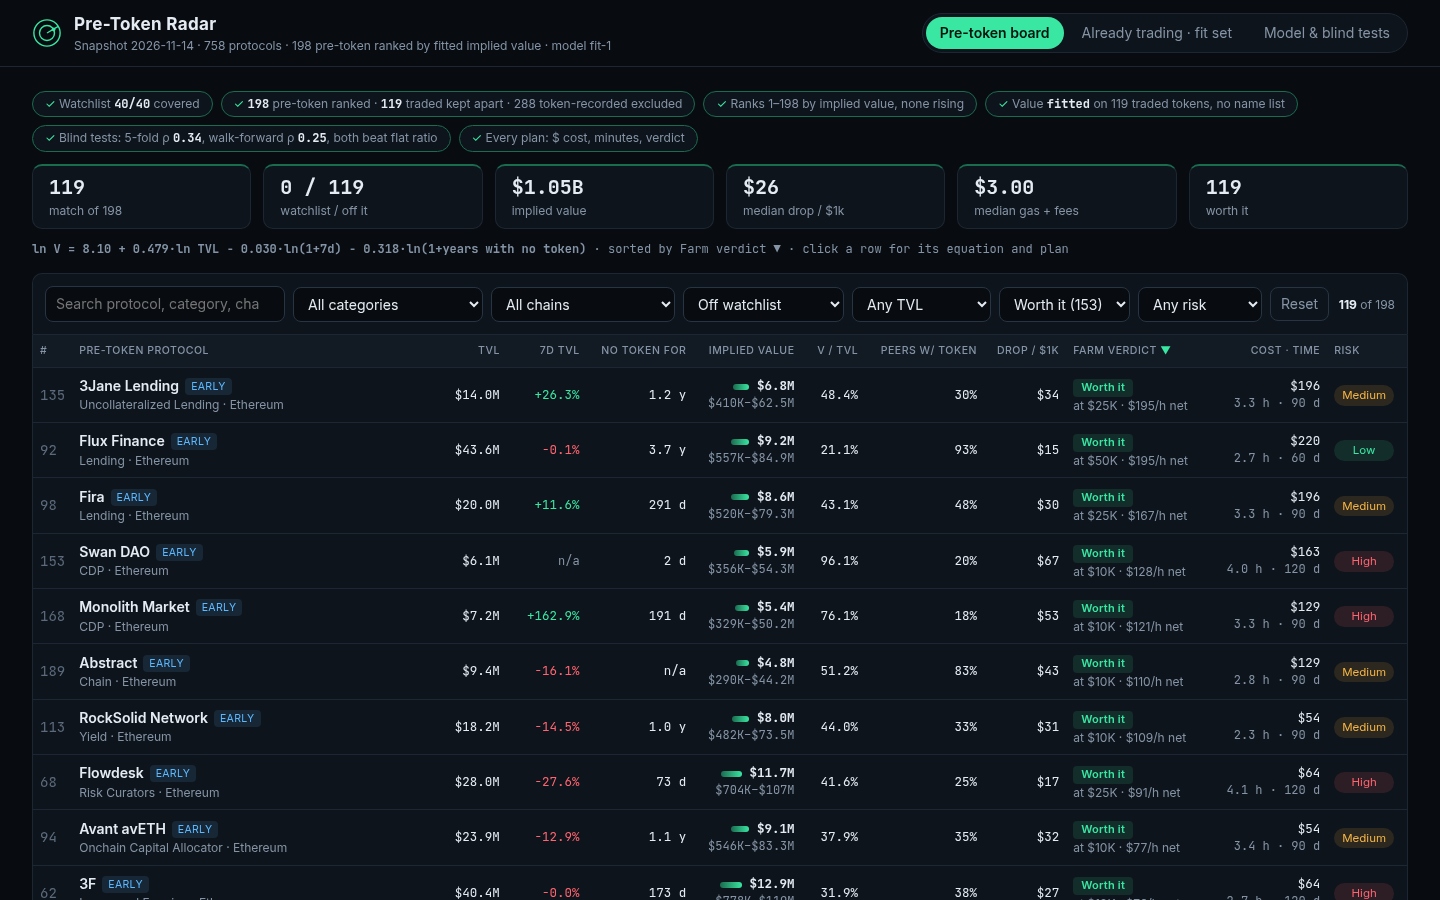 Pre-Token Radar
Snapshot 2026-11-14 · 758 protocols · 198 pre-token ranked by fitted implied value · model fit-1
Pre-token board
Already trading · fit set
Model & blind tests
✓ Watchlist 40/40 covered
✓ 198 pre-token ranked · 119 traded kept apart · 288 token-recorded excluded
✓ Ranks 1–198 by implied value, none rising
✓ Value fitted on 119 traded tokens, no name list
✓ Blind tests: 5-fold ρ 0.34, walk-forward ρ 0.25, both beat flat ratio
✓ Every plan: $ cost, minutes, verdict
119
match of 198
0 / 119
watchlist / off it
$1.05B
implied value
$26
median drop / $1k
$3.00
median gas + fees
119
worth it
ln V = 8.10 + 0.479·ln TVL − 0.030·ln(1+7d) − 0.318·ln(1+years with no token) · sorted by Farm verdict ▼ · click a row for its equation and plan
Search protocol, category, cha
All categories
All chains
Off watchlist
Any TVL
Worth it (153)
Any risk
Reset
119 of 198
# PRE-TOKEN PROTOCOL TVL 7D TVL NO TOKEN FOR IMPLIED VALUE V / TVL PEERS W/ TOKEN DROP / $1K FARM VERDICT ▼ COST · TIME RISK
135 3Jane Lending EARLY $14.0M +26.3% 1.2 y $6.8M 48.4% 30% $34 Worth it $196 Medium
Uncollateralized Lending · Ethereum $410K–$62.5M at $25K · $195/h net 3.3 h · 90 d
92 Flux Finance EARLY $43.6M -0.1% 3.7 y $9.2M 21.1% 93% $15 Worth it $220 Low
Lending · Ethereum $557K–$84.9M at $50K · $195/h net 2.7 h · 60 d
98 Fira EARLY $20.0M +11.6% 291 d $8.6M 43.1% 48% $30 Worth it $196 Medium
Lending · Ethereum $520K–$79.3M at $25K · $167/h net 3.3 h · 90 d
153 Swan DAO EARLY $6.1M n/a 2 d $5.9M 96.1% 20% $67 Worth it $163 High
CDP · Ethereum $356K–$54.3M at $10K · $128/h net 4.0 h · 120 d
168 Monolith Market EARLY $7.2M +162.9% 191 d $5.4M 76.1% 18% $53 Worth it $129 High
CDP · Ethereum $329K–$50.2M at $10K · $121/h net 3.3 h · 90 d
189 Abstract EARLY $9.4M -16.1% n/a $4.8M 51.2% 83% $43 Worth it $129 Medium
Chain · Ethereum $290K–$44.2M at $10K · $110/h net 2.8 h · 90 d
113 RockSolid Network EARLY $18.2M -14.5% 1.0 y $8.0M 44.0% 33% $31 Worth it $54 Medium
Yield · Ethereum $482K–$73.5M at $10K · $109/h net 2.3 h · 90 d
68 Flowdesk EARLY $28.0M -27.6% 73 d $11.7M 41.6% 25% $17 Worth it $64 High
Risk Curators · Ethereum $704K–$107M at $25K · $91/h net 4.1 h · 120 d
94 Avant avETH EARLY $23.9M -12.9% 1.1 y $9.1M 37.9% 35% $32 Worth it $54 Medium
Onchain Capital Allocator · Ethereum $546K–$83.3M at $10K · $77/h net 3.4 h · 90 d
62 3F EARLY $40.4M -0.0% 173 d $12.9M 31.9% 38% $27 Worth it $64 High